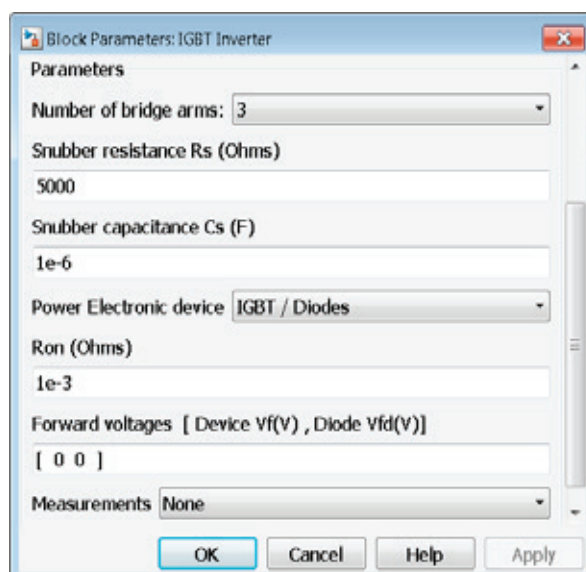 Block Parameters: IGBT Inverter
Parameters
Number of bridge arms: 3
Snubber resistance Rs (Ohms)
5000
Snubber capacitance Cs (F)
1e-6
Power Electronic device IGBT / Diodes
Ron (Ohms)
1e-3
Forward voltages [ Device Vf(V) , Diode Vfd(V)]
[ 0 0 ]
Measurements None
OK Cancel Help Apply